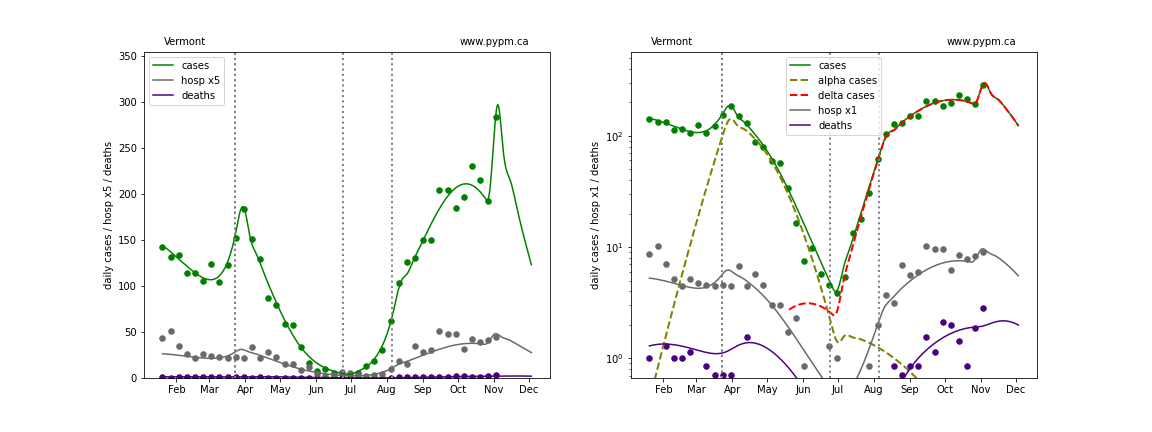 Vermont
www.pypm.ca
350
300
250
200
150
100
50
0
daily cases / hosp x5 / deaths
cases
hosp x5
deaths
Feb Mar Apr May Jun Jul Aug Sep Oct Nov Dec
Vermont
www.pypm.ca
10²
10¹
10⁰
daily cases / hosp x1 / deaths
cases
alpha cases
delta cases
hosp x1
deaths
Feb Mar Apr May Jun Jul Aug Sep Oct Nov Dec